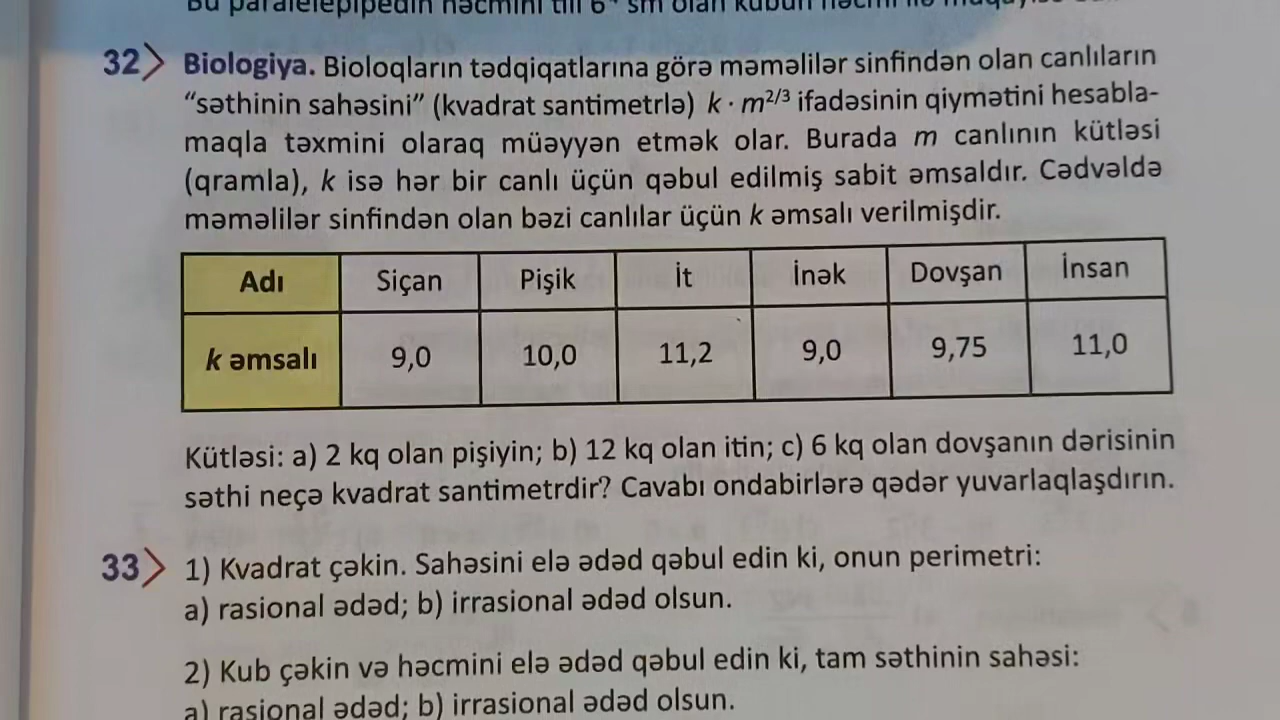 Bu paralelepipedin həcmini tili 6
32> Biologiya. Bioloqların tədqiqatlarına görə məməlilər sinfindən olan canlıların
“səthinin sahəsini” (kvadrat santimetrlə) k · m^2/3 ifadəsinin qiymətini hesabla-
maqla təxmini olaraq müəyyən etmək olar. Burada m canlının kütləsi
(qramla), k isə hər bir canlı üçün qəbul edilmiş sabit əmsaldır. Cədvəldə
məməlilər sinfindən olan bəzi canlılar üçün k əmsalı verilmişdir.
Adı Siçan Pişik İt İnək Dovşan İnsan
k əmsalı 9,0 10,0 11,2 9,0 9,75 11,0
Kütləsi: a) 2 kq olan pişiyin; b) 12 kq olan itin; c) 6 kq olan dovşanın dərisinin
səthi neçə kvadrat santimetrdir? Cavabı ondabirlərə qədər yuvarlaqlaşdırın.
33> 1) Kvadrat çəkin. Sahəsini elə ədəd qəbul edin ki, onun perimetri:
a) rasional ədəd; b) irrasional ədəd olsun.
2) Kub çəkin və həcmini elə ədəd qəbul edin ki, tam səthinin sahəsi:
a) rasional ədəd; b) irrasional ədəd olsun.